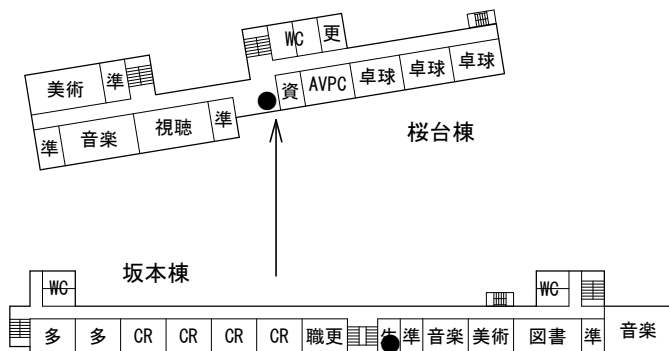 WC 更
美術 準
資 AVPC 卓球 卓球 卓球
準 音楽 視聴 準
桜台棟
坂本棟
WC WC
多 多 CR CR CR CR 職更 準 音楽 美術 図書 準 音楽